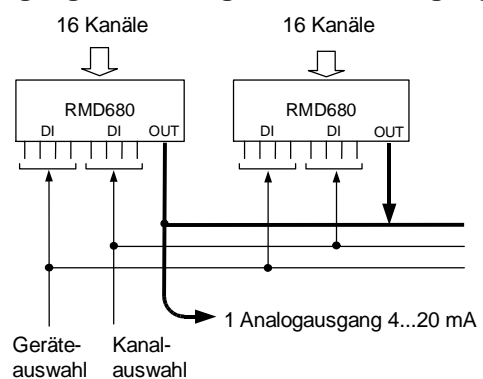 16 Kanäle 16 Kanäle
RMD680 RMD680
DI DI OUT DI DI OUT
1 Analogausgang 4...20 mA
Geräte- Kanal-
auswahl auswahl